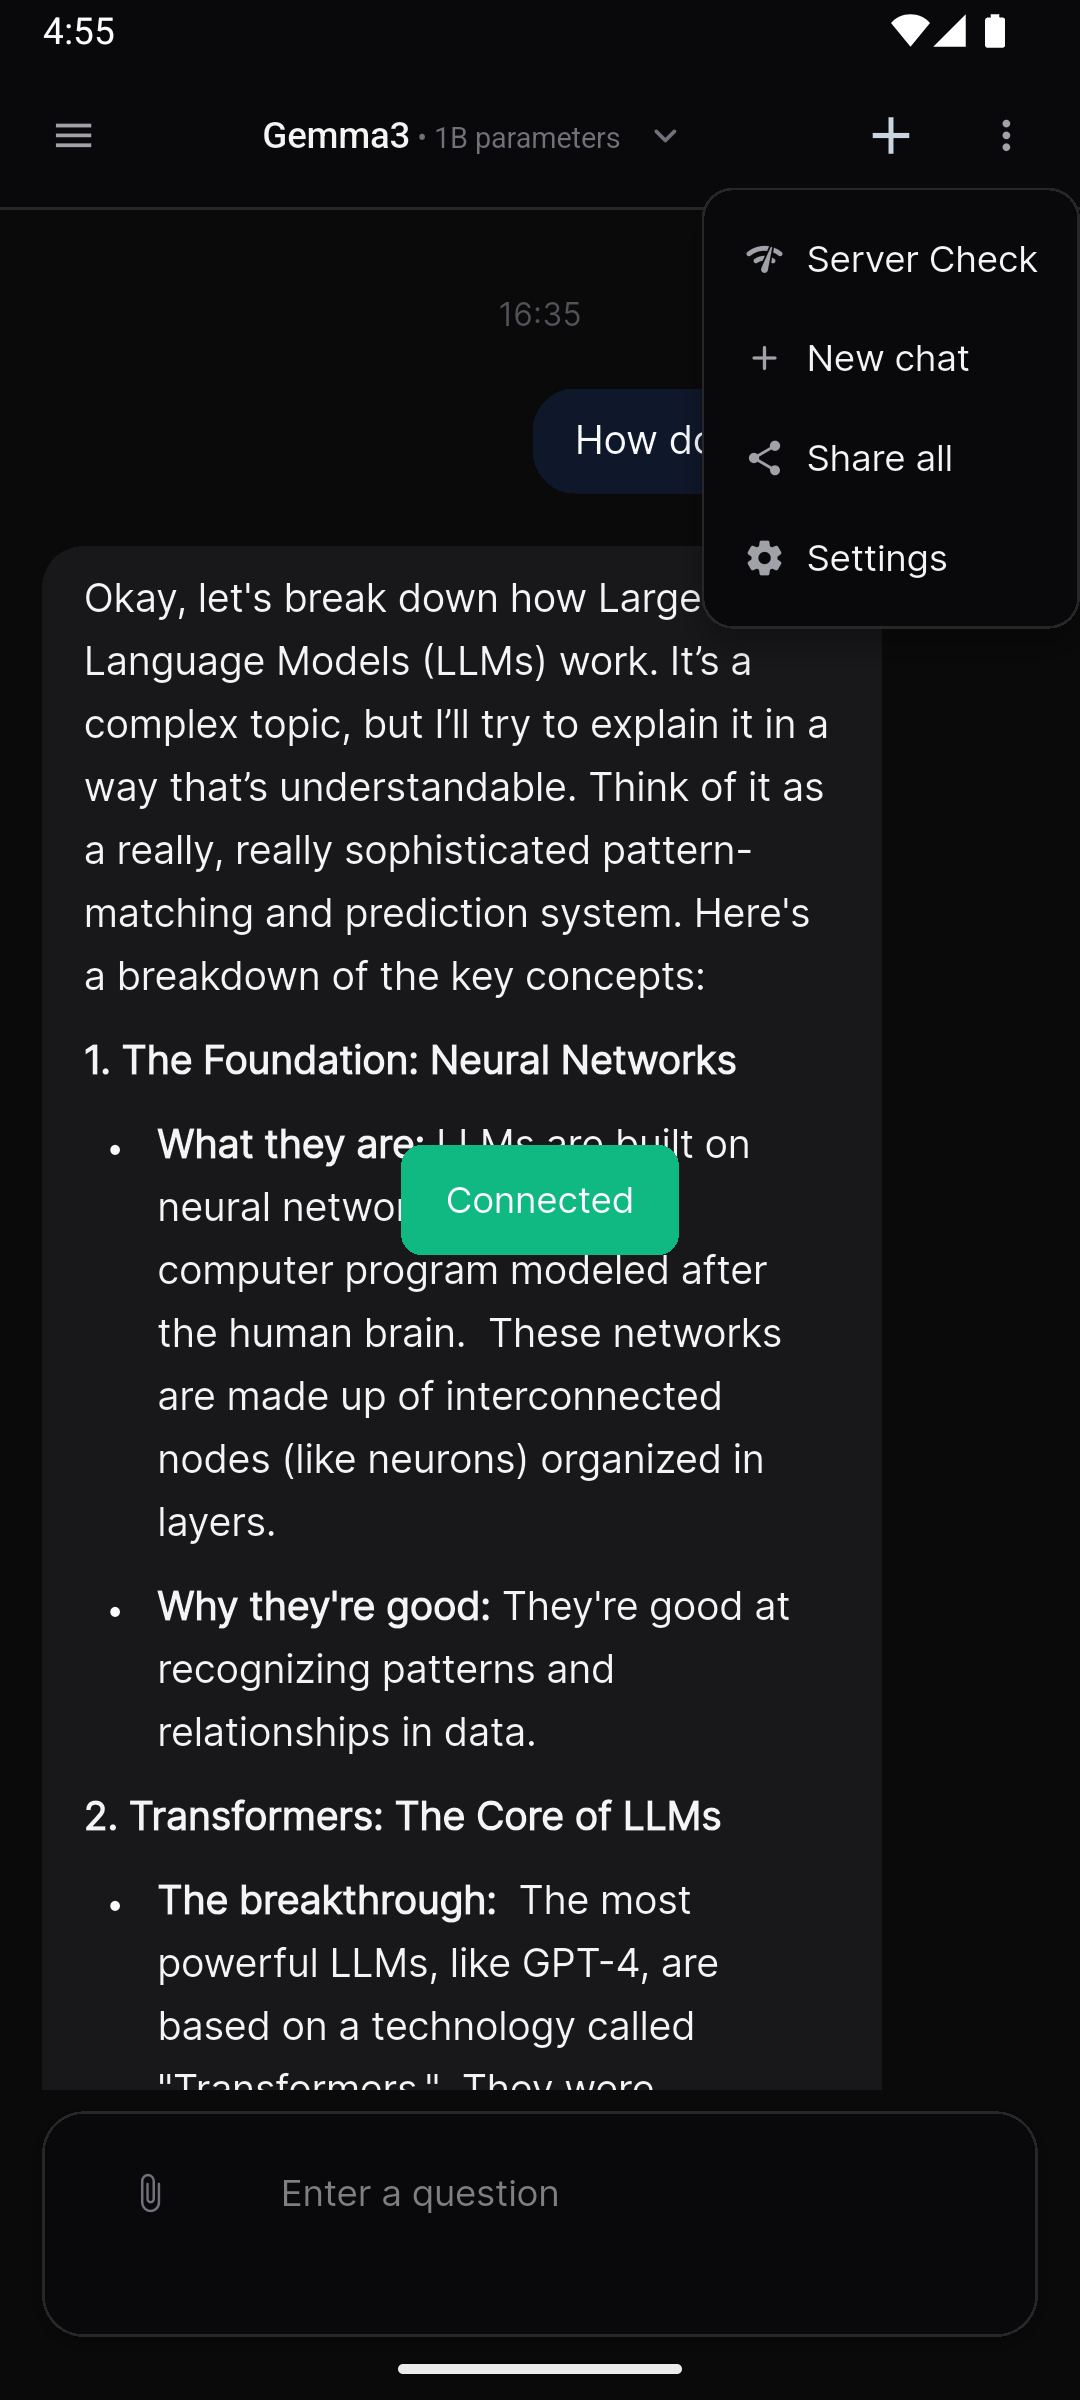 4:55
Gemma3 • 1B parameters
Server Check
New chat
Share all
Settings
16:35
How do
Okay, let's break down how Large
Language Models (LLMs) work. It’s a
complex topic, but I’ll try to explain it in a
way that’s understandable. Think of it as
a really, really sophisticated pattern-
matching and prediction system. Here's
a breakdown of the key concepts:
1. The Foundation: Neural Networks
• What they are: LLMs are built on
neural networ
Connected
computer program modeled after
the human brain.  These networks
are made up of interconnected
nodes (like neurons) organized in
layers.
• Why they're good: They're good at
recognizing patterns and
relationships in data.
2. Transformers: The Core of LLMs
• The breakthrough:  The most
powerful LLMs, like GPT-4, are
based on a technology called
"Transformers."  They were
Enter a question